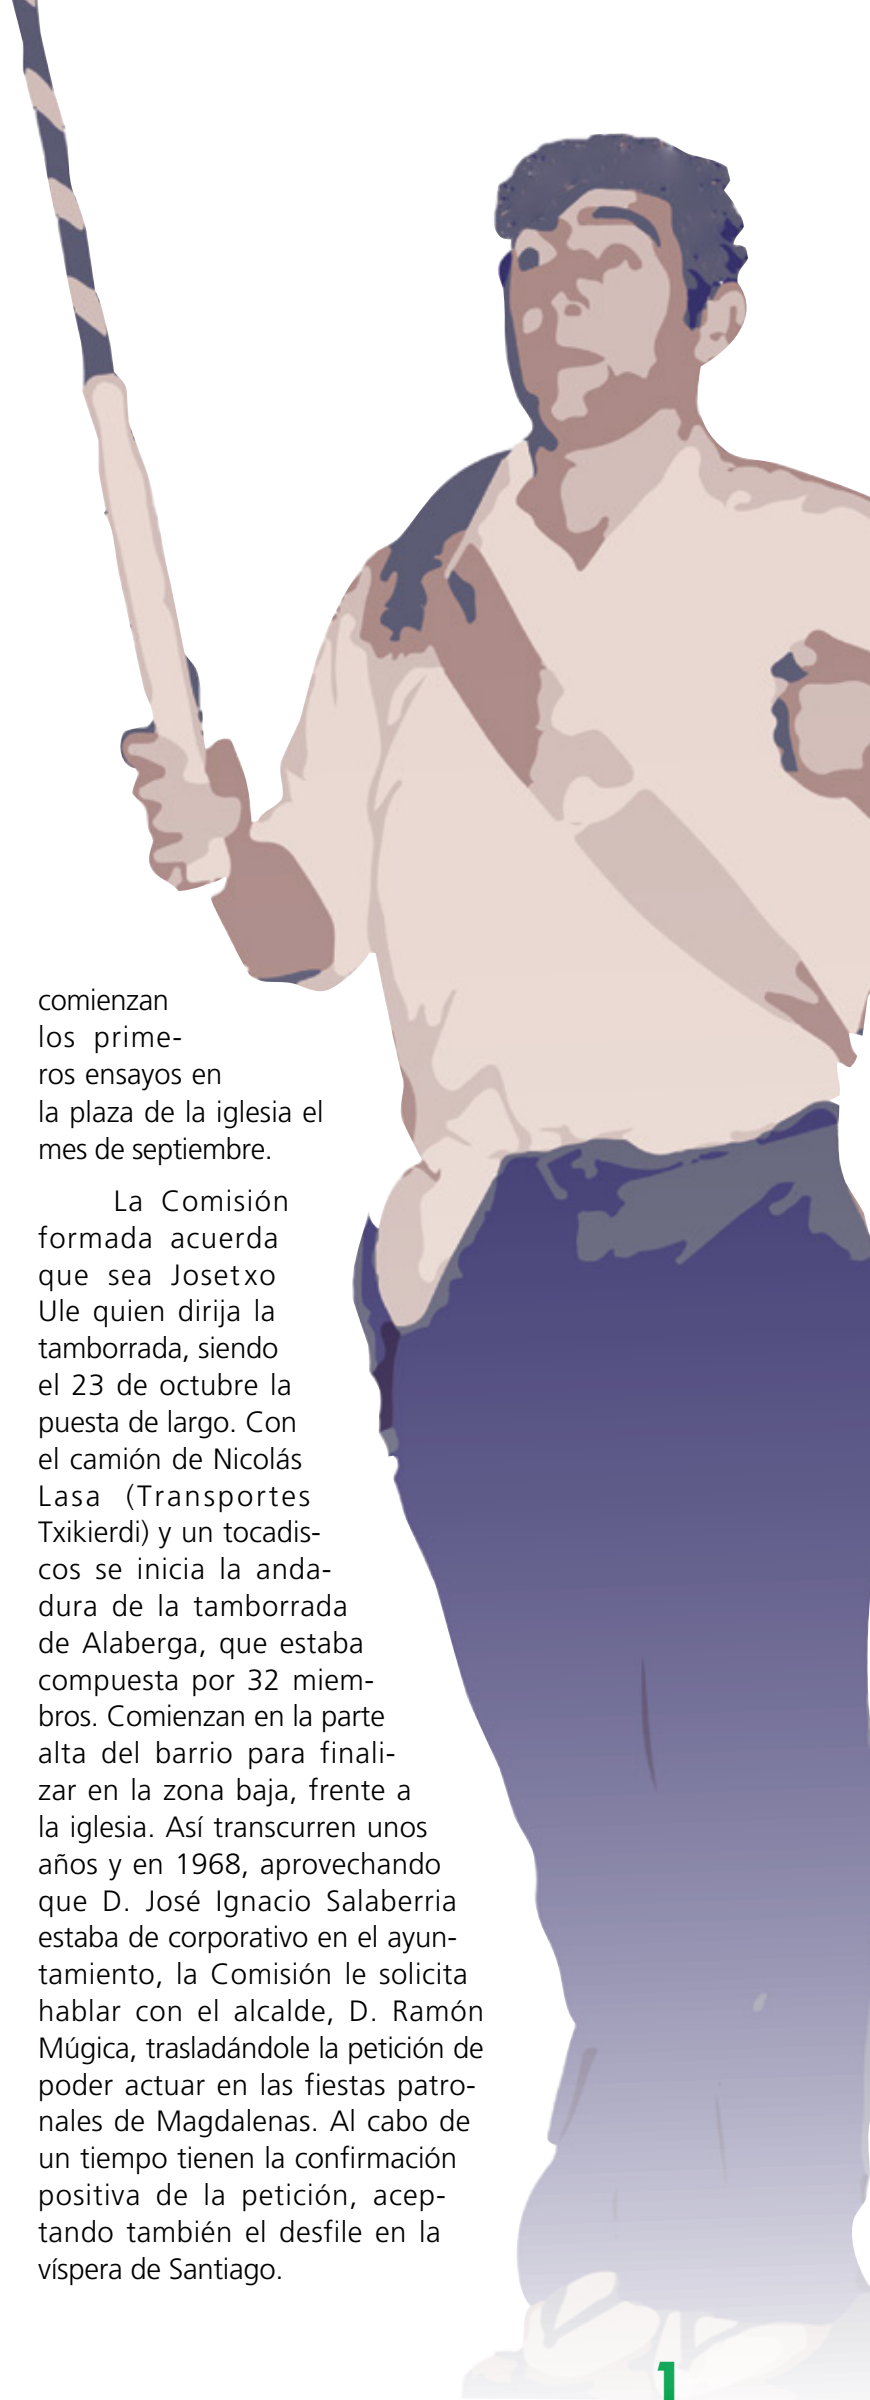 comienzan
los prime-
ros ensayos en
la plaza de la iglesia el
mes de septiembre.
La Comisión
formada acuerda
que sea Josetxo
Ule quien dirija la
tamborrada, siendo
el 23 de octubre la
puesta de largo. Con
el camión de Nicolás
Lasa (Transportes
Txikierdi) y un tocadis-
cos se inicia la anda-
dura de la tamborrada
de Alaberga, que estaba
compuesta por 32 miem-
bros. Comienzan en la parte
alta del barrio para finali-
zar en la zona baja, frente a
la iglesia. Así transcurren unos
años y en 1968, aprovechando
que D. José Ignacio Salaberria
estaba de corporativo en el ayun-
tamiento, la Comisión le solicita
hablar con el alcalde, D. Ramón
Múgica, trasladándole la petición de
poder actuar en las fiestas patro-
nales de Magdalenas. Al cabo de
un tiempo tienen la confirmación
positiva de la petición, acep-
tando también el desfile en la
víspera de Santiago.
1